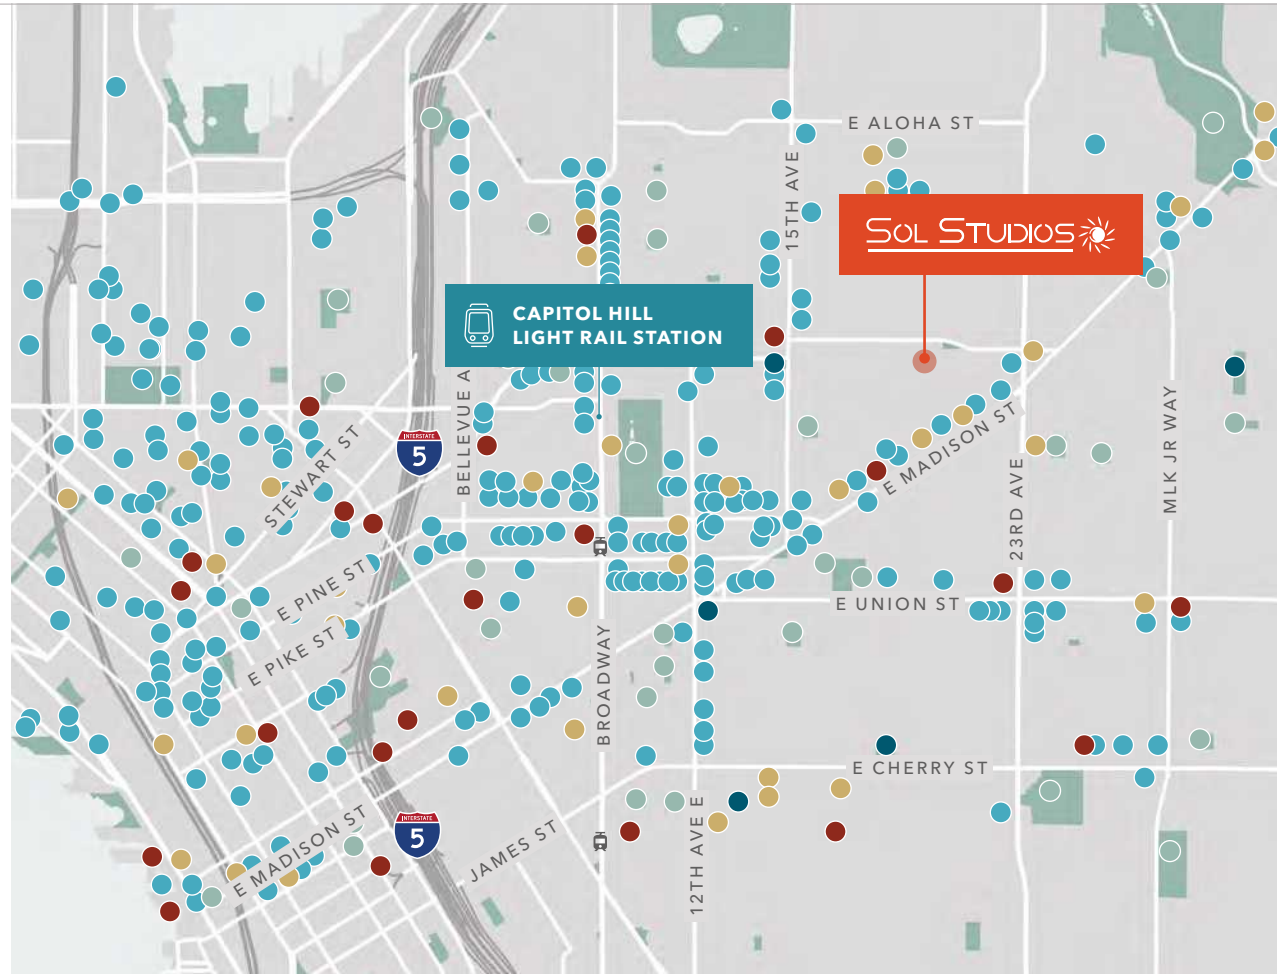 E ALOHA ST
15TH AVE
SOL STUDIOS
CAPITOL HILL
LIGHT RAIL STATION
BELLEVUE A
STEWART ST
INTERSTATE
5
E MADISON ST
MLK JR WAY
23RD AVE
E PINE ST
E UNION ST
E PIKE ST
BROADWAY
E CHERRY ST
12TH AVE E
INTERSTATE
5
E MADISON ST
JAMES ST